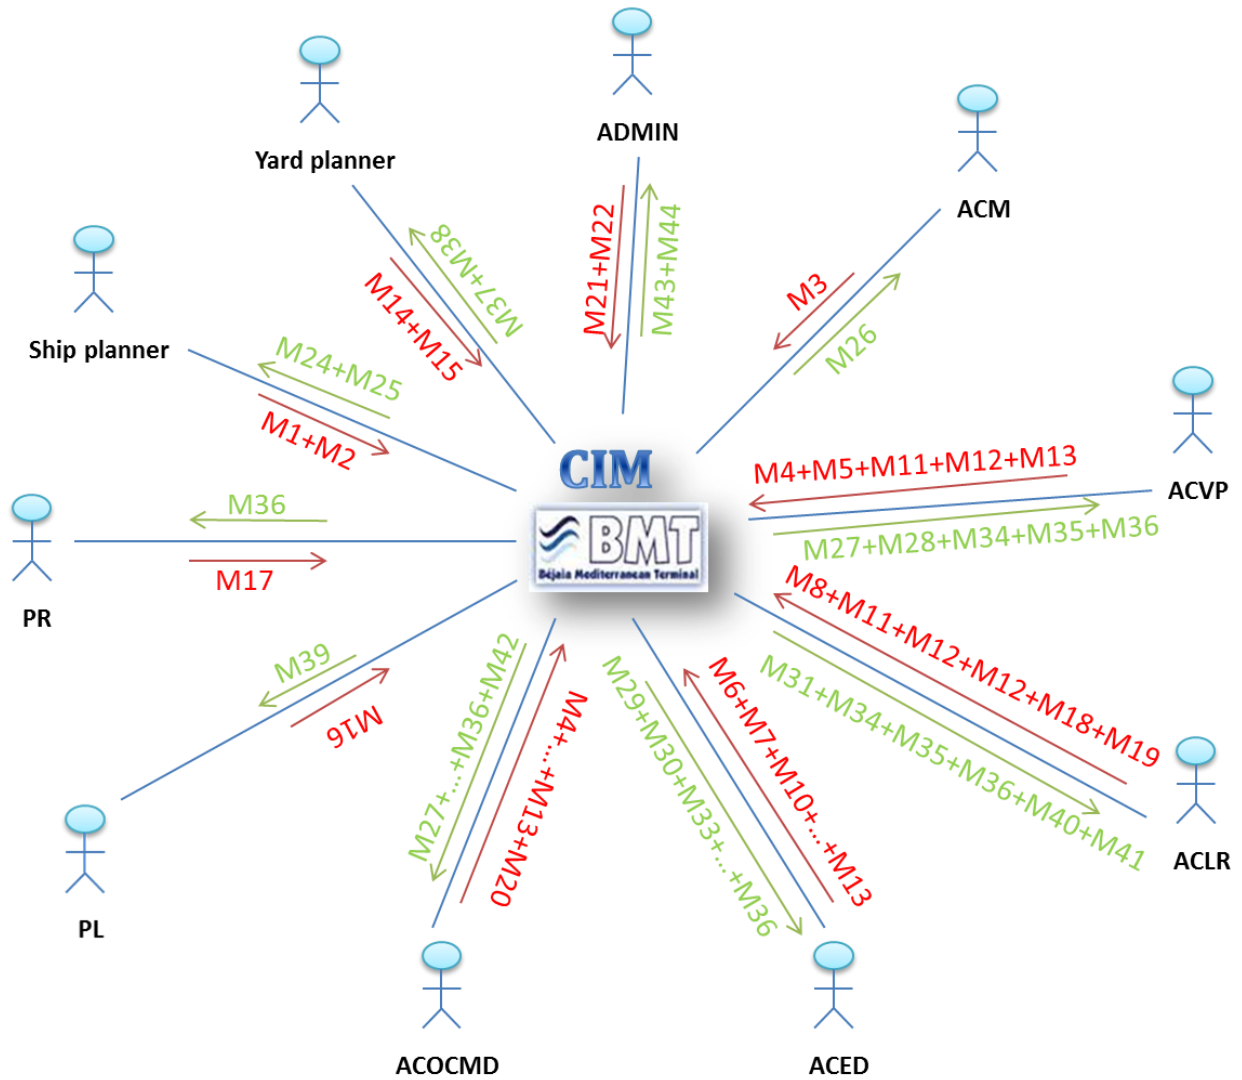 ADMIN
Yard planner
ACM
M21+M22
M43+M44
M37+M38
M14+M15
M3
M26
Ship planner
M24+M25
M1+M2
CIM
M4+M5+M11+M12+M13
ACVP
M27+M28+M34+M35+M36
BMT
Béjaia Mediterranean Terminal
M36
M17
PR
M8+M11+M12+M12+M18+M19
M31+M34+M35+M36+M40+M41
ACLR
M39
M16
PL
M27+...+M36+M42
M4+...+M13+M20
M29+M30+M33+...+M36
M6+M7+M10+...+M13
ACOCMD
ACED